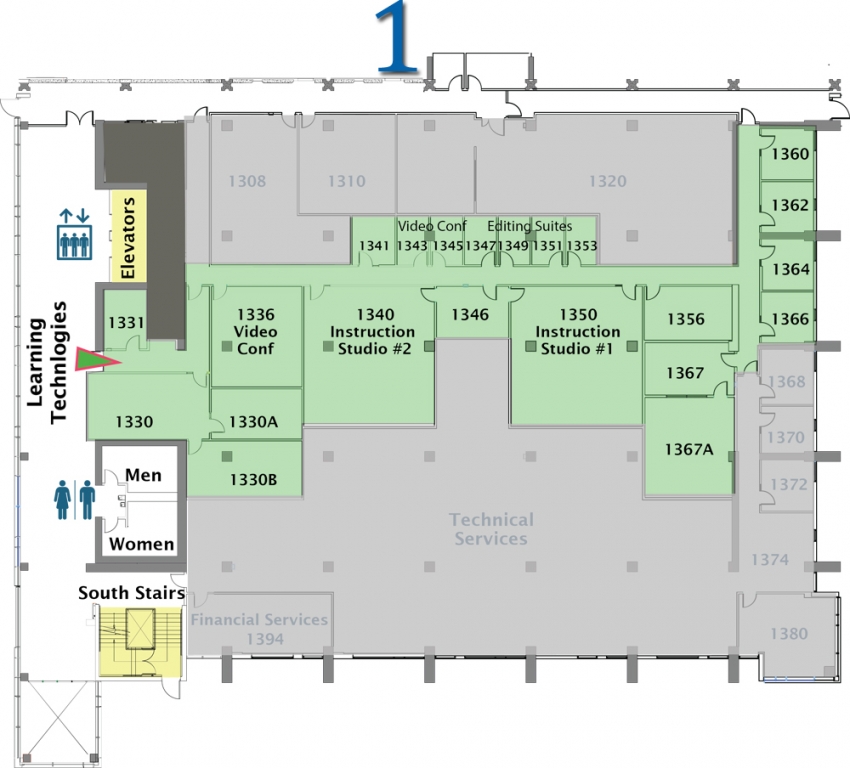 1
1308
1310
1320
1360
1362
1364
1366
Video Conf
Editing Suites
1341
1343
1345
1347
1349
1351
1353
Elevators
1331
1336
Video
Conf
1340
Instruction
Studio #2
1346
1350
Instruction
Studio #1
1356
1367
1368
Learning
Technlogies
1330
1330A
1330B
1367A
1370
1372
1374
1380
Men
Women
Technical
Services
South Stairs
Financial Services
1394